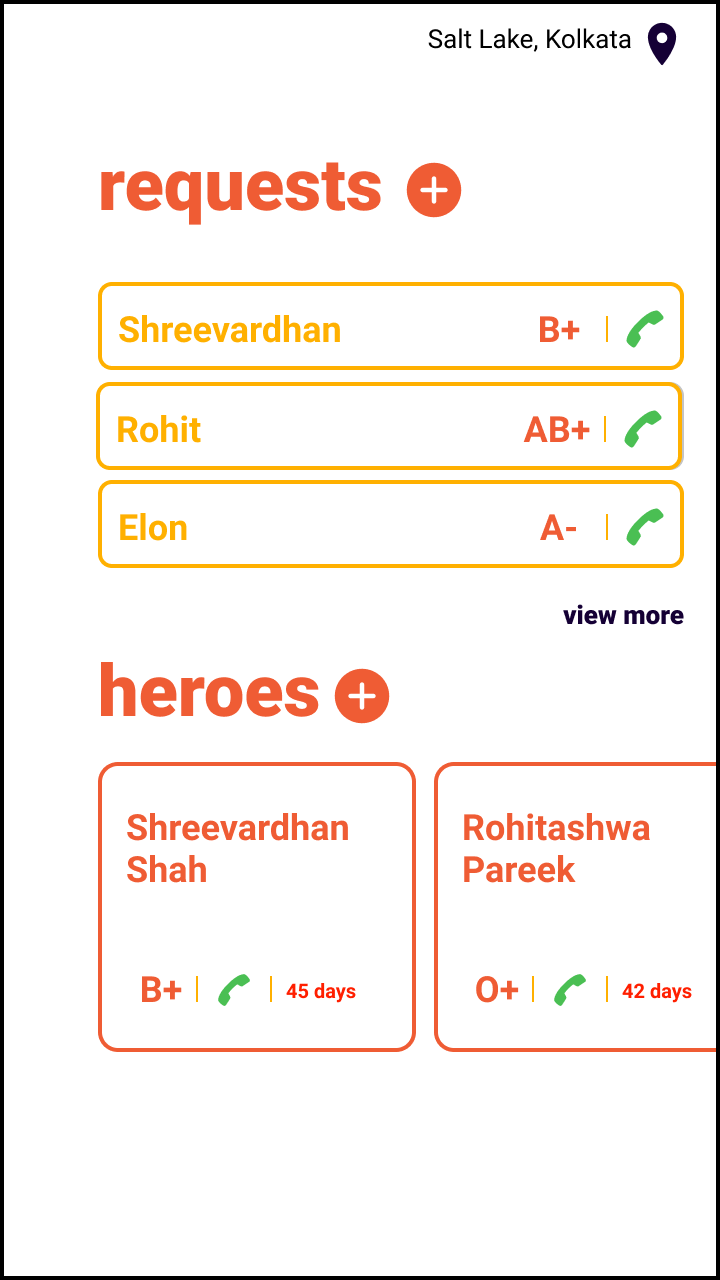 Salt Lake, Kolkata
requests
Shreevardhan B+
Rohit AB+
Elon A-
view more
heroes
Shreevardhan
Shah
B+ 45 days
Rohitashwa
Pareek
O+ 42 days